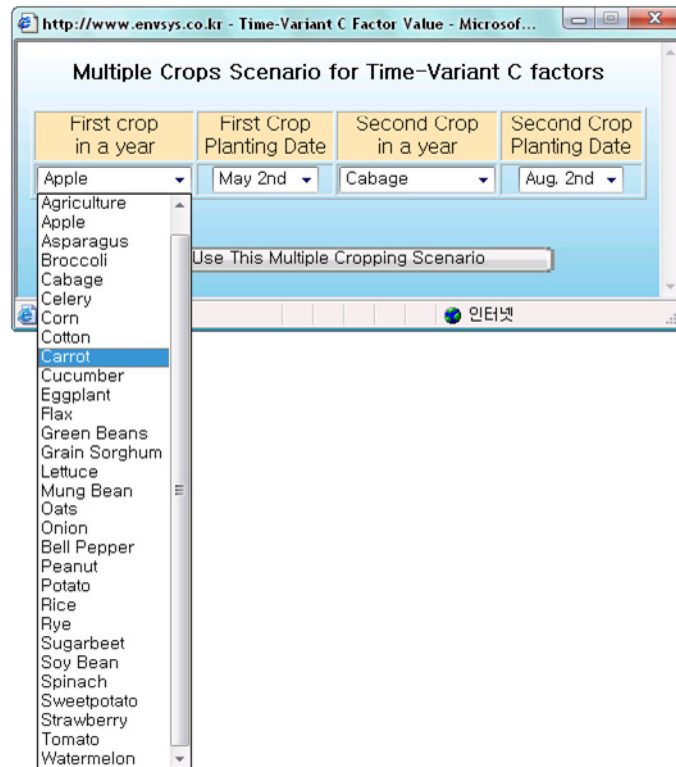 http://www.envsys.co.kr - Time-Variant C Factor Value - Microsof...
Multiple Crops Scenario for Time-Variant C factors
First crop in a year
First Crop Planting Date
Second Crop in a year
Second Crop Planting Date
Apple
May 2nd
Cabage
Aug. 2nd
Agriculture
Apple
Asparagus
Broccoli
Cabage
Celery
Corn
Cotton
Carrot
Cucumber
Eggplant
Flax
Green Beans
Grain Sorghum
Lettuce
Mung Bean
Oats
Onion
Bell Pepper
Peanut
Potato
Rice
Rye
Sugarbeet
Soy Bean
Spinach
Sweetpotato
Strawberry
Tomato
Watermelon
Use This Multiple Cropping Scenario
인터넷